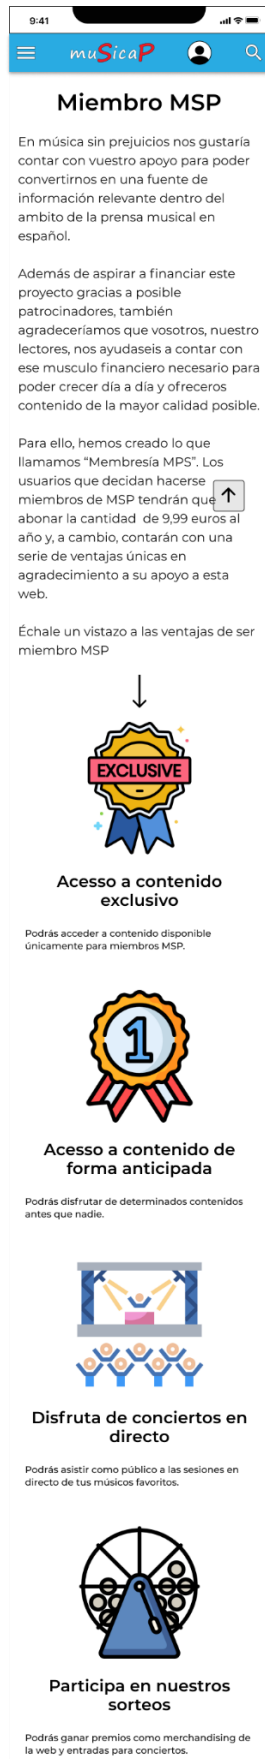 9:41
muSicaP
Miembro MSP
En música sin prejuicios nos gustaría
contar con vuestro apoyo para poder
convertirnos en una fuente de
información relevante dentro del
ambito de la prensa musical en
español.
Además de aspirar a financiar este
proyecto gracias a posible
patrocinadores, también
agradeceríamos que vosotros, nuestro
lectores, nos ayudaseis a contar con
ese musculo financiero necesario para
poder crecer día a día y ofreceros
contenido de la mayor calidad posible.
Para ello, hemos creado lo que
llamamos “Membresía MPS”. Los
usuarios que decidan hacerse
miembros de MSP tendrán que
abonar la cantidad de 9,99 euros al
año y, a cambio, contarán con una
serie de ventajas únicas en
agradecimiento a su apoyo a esta
web.
Échale un vistazo a las ventajas de ser
miembro MSP
EXCLUSIVE
Acesso a contenido
exclusivo
Podrás acceder a contenido disponible
únicamente para miembros MSP.
1
Acesso a contenido de
forma anticipada
Podrás disfrutar de determinados contenidos
antes que nadie.
Disfruta de conciertos en
directo
Podrás asistir como público a las sesiones en
directo de tus músicos favoritos.
Participa en nuestros
sorteos
Podrás ganar premios como merchandising de
la web y entradas para conciertos.